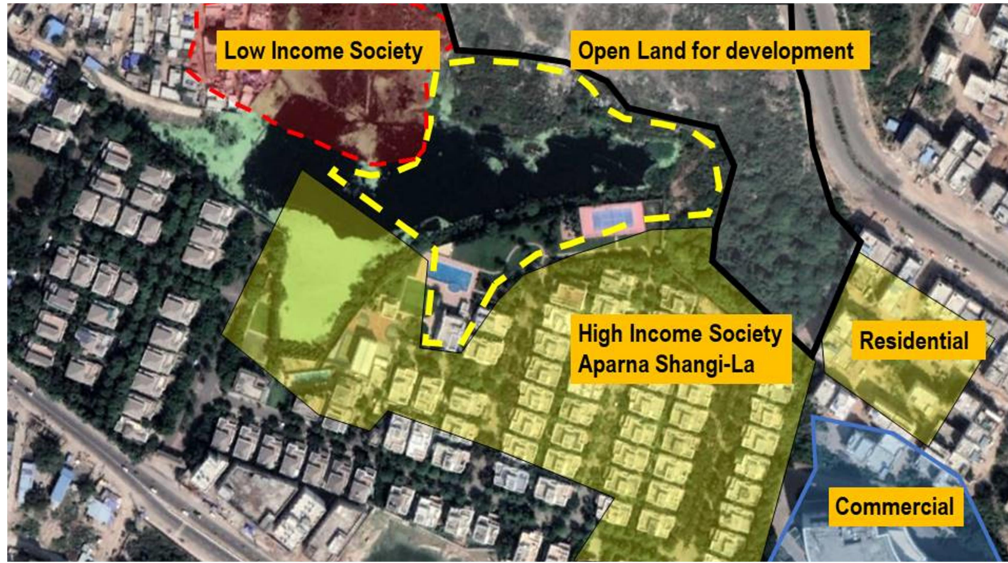 Low Income Society
Open Land for development
High Income Society
Aparna Shangi-La
Residential
Commercial